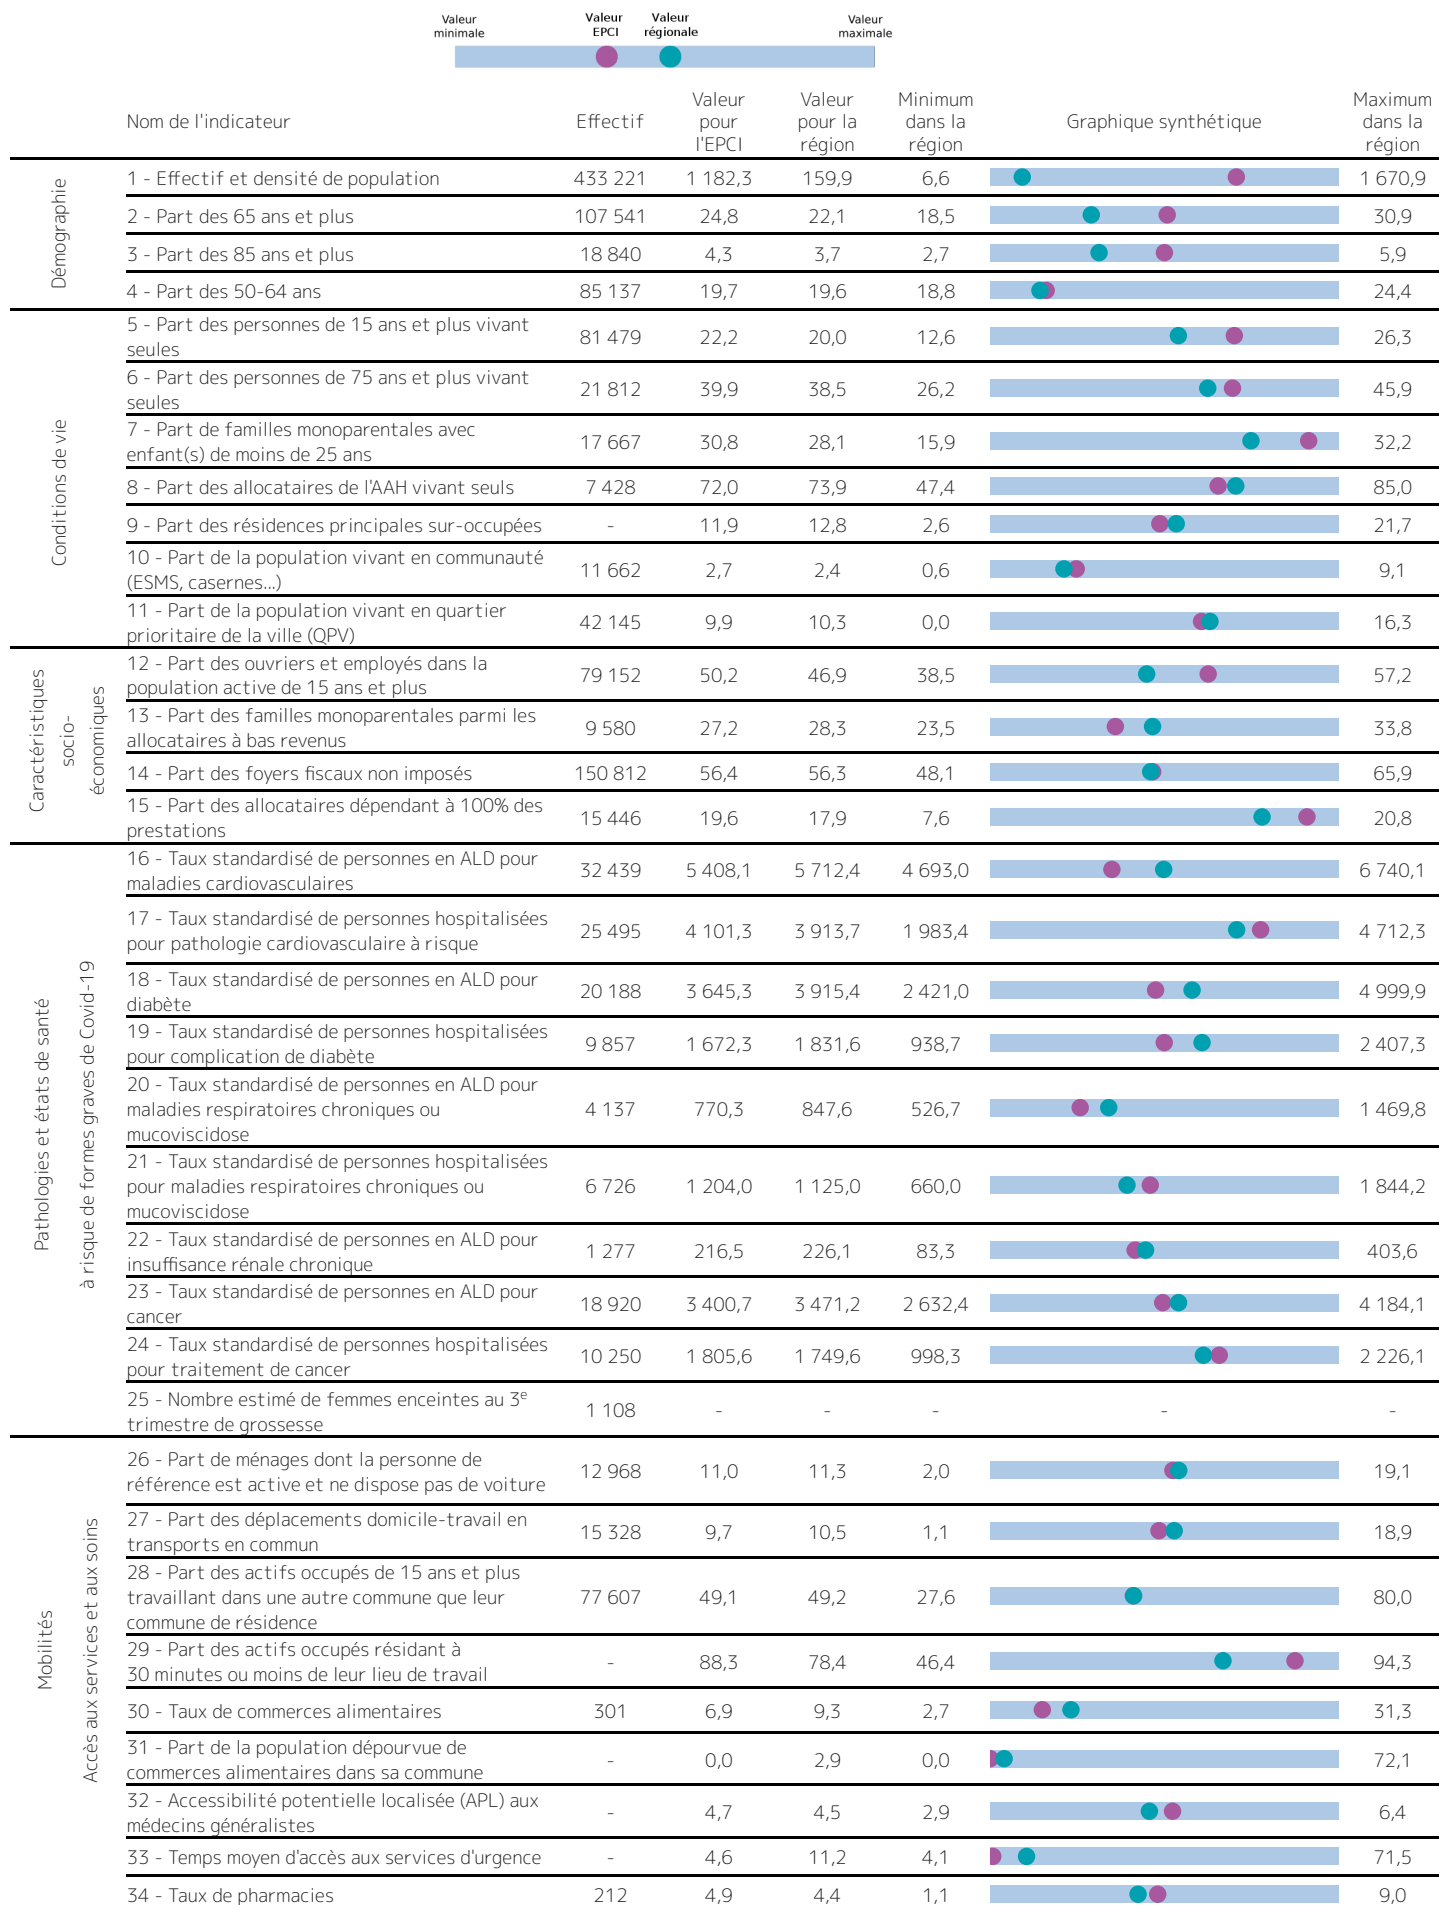 Valeur minimale
Valeur EPCI
Valeur régionale
Valeur maximale
Nom de l'indicateur
Effectif
Valeur pour l'EPCI
Valeur pour la région
Minimum dans la région
Graphique synthétique
Maximum dans la région
Démographie
1 - Effectif et densité de population 433 221 1 182,3 159,9 6,6 1 670,9
2 - Part des 65 ans et plus 107 541 24,8 22,1 18,5 30,9
3 - Part des 85 ans et plus 18 840 4,3 3,7 2,7 5,9
4 - Part des 50-64 ans 85 137 19,7 19,6 18,8 24,4
Conditions de vie
5 - Part des personnes de 15 ans et plus vivant
seules 81 479 22,2 20,0 12,6 26,3
6 - Part des personnes de 75 ans et plus vivant
seules 21 812 39,9 38,5 26,2 45,9
7 - Part de familles monoparentales avec
enfant(s) de moins de 25 ans 17 667 30,8 28,1 15,9 32,2
8 - Part des allocataires de l'AAH vivant seuls 7 428 72,0 73,9 47,4 85,0
9 - Part des résidences principales sur-occupées - 11,9 12,8 2,6 21,7
10 - Part de la population vivant en communauté
(ESMS, casernes...) 11 662 2,7 2,4 0,6 9,1
11 - Part de la population vivant en quartier
prioritaire de la ville (QPV) 42 145 9,9 10,3 0,0 16,3
Caractéristiques
socio-
économiques
12 - Part des ouvriers et employés dans la
population active de 15 ans et plus 79 152 50,2 46,9 38,5 57,2
13 - Part des familles monoparentales parmi les
allocataires à bas revenus 9 580 27,2 28,3 23,5 33,8
14 - Part des foyers fiscaux non imposés 150 812 56,4 56,3 48,1 65,9
15 - Part des allocataires dépendant à 100% des
prestations 15 446 19,6 17,9 7,6 20,8
Pathologies et états de santé
à risque de formes graves de Covid-19
16 - Taux standardisé de personnes en ALD pour
maladies cardiovasculaires 32 439 5 408,1 5 712,4 4 693,0 6 740,1
17 - Taux standardisé de personnes hospitalisées
pour pathologie cardiovasculaire à risque 25 495 4 101,3 3 913,7 1 983,4 4 712,3
18 - Taux standardisé de personnes en ALD pour
diabète 20 188 3 645,3 3 915,4 2 421,0 4 999,9
19 - Taux standardisé de personnes hospitalisées
pour complication de diabète 9 857 1 672,3 1 831,6 938,7 2 407,3
20 - Taux standardisé de personnes en ALD pour
maladies respiratoires chroniques ou
mucoviscidose 4 137 770,3 847,6 526,7 1 469,8
21 - Taux standardisé de personnes hospitalisées
pour maladies respiratoires chroniques ou
mucoviscidose 6 726 1 204,0 1 125,0 660,0 1 844,2
22 - Taux standardisé de personnes en ALD pour
insuffisance rénale chronique 1 277 216,5 226,1 83,3 403,6
23 - Taux standardisé de personnes en ALD pour
cancer 18 920 3 400,7 3 471,2 2 632,4 4 184,1
24 - Taux standardisé de personnes hospitalisées
pour traitement de cancer 10 250 1 805,6 1 749,6 998,3 2 226,1
25 - Nombre estimé de femmes enceintes au 3e
trimestre de grossesse 1 108 - - - - -
Mobilités
Accès aux services et aux soins
26 - Part de ménages dont la personne de
référence est active et ne dispose pas de voiture 12 968 11,0 11,3 2,0 19,1
27 - Part des déplacements domicile-travail en
transports en commun 15 328 9,7 10,5 1,1 18,9
28 - Part des actifs occupés de 15 ans et plus
travaillant dans une autre commune que leur
commune de résidence 77 607 49,1 49,2 27,6 80,0
29 - Part des actifs occupés résidant à
30 minutes ou moins de leur lieu de travail - 88,3 78,4 46,4 94,3
30 - Taux de commerces alimentaires 301 6,9 9,3 2,7 31,3
31 - Part de la population dépourvue de
commerces alimentaires dans sa commune - 0,0 2,9 0,0 72,1
32 - Accessibilité potentielle localisée (APL) aux
médecins généralistes - 4,7 4,5 2,9 6,4
33 - Temps moyen d'accès aux services d'urgence - 4,6 11,2 4,1 71,5
34 - Taux de pharmacies 212 4,9 4,4 1,1 9,0